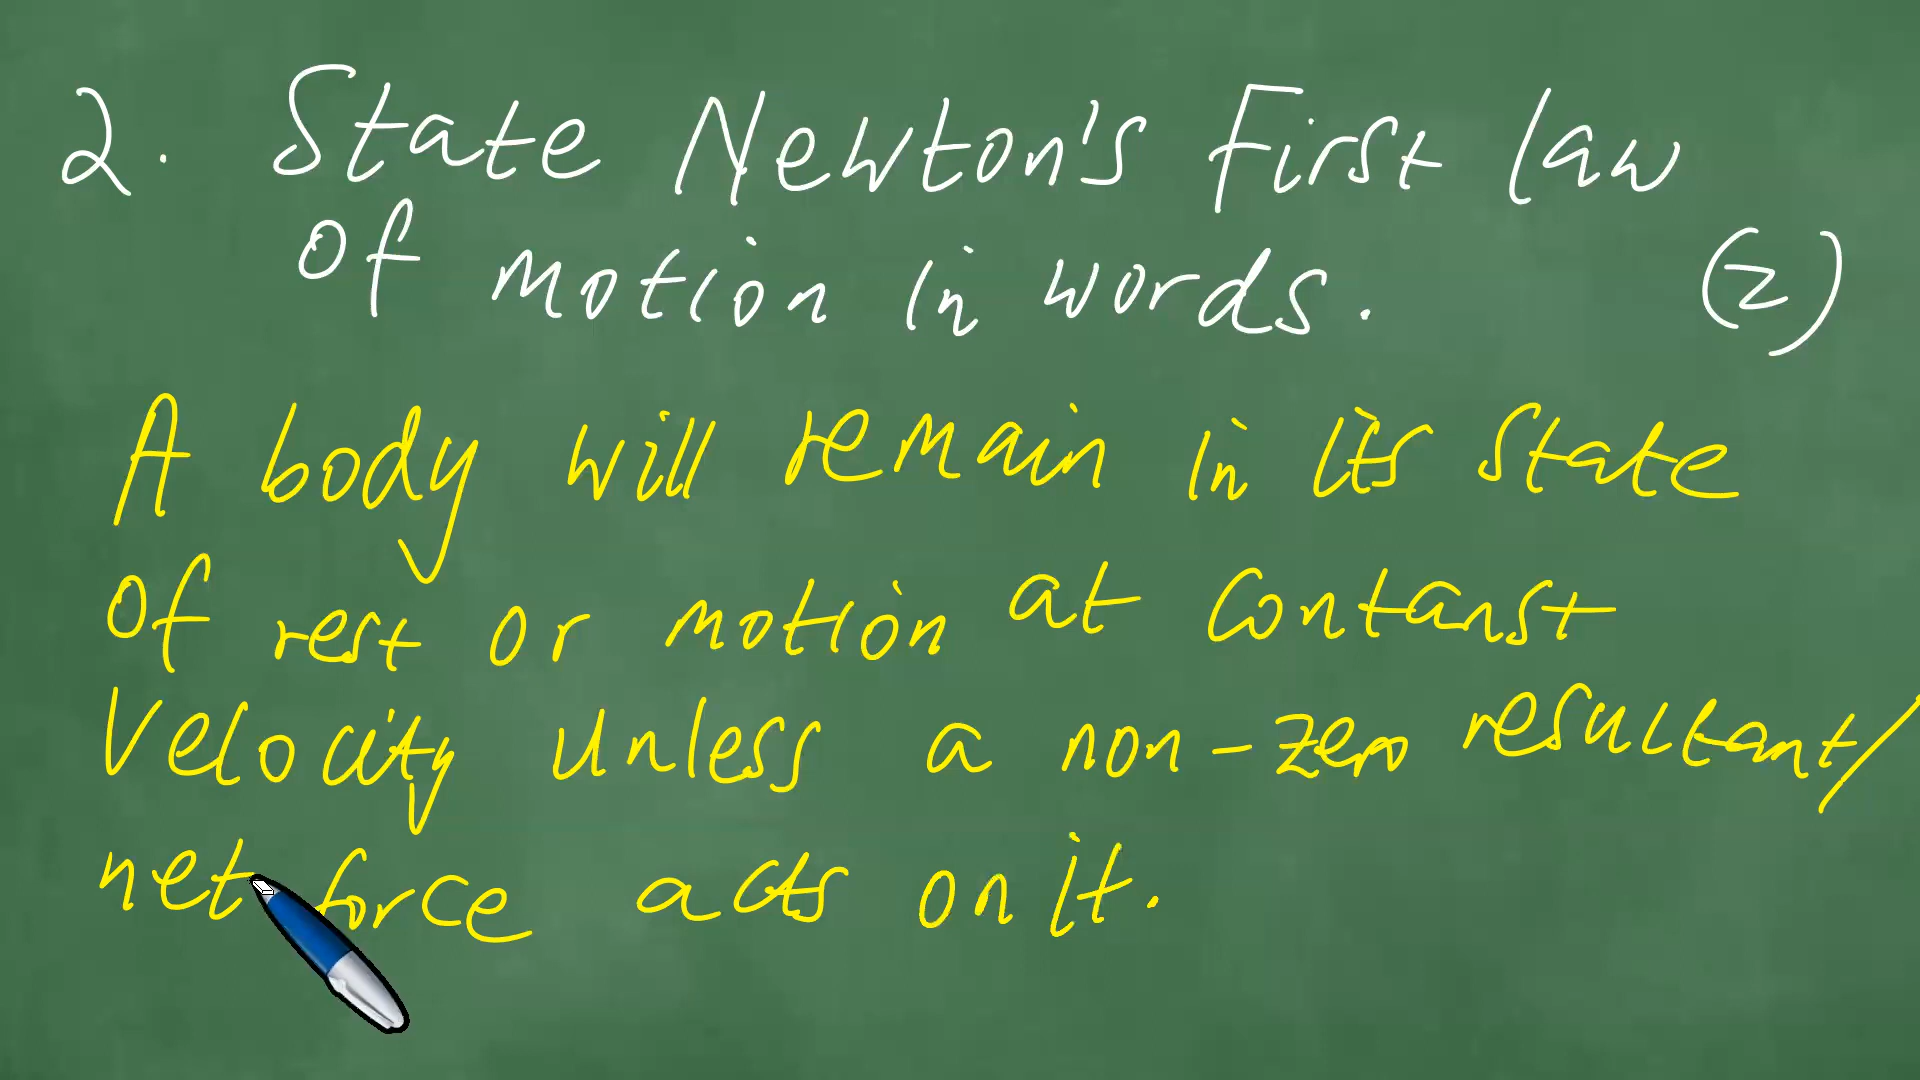 2. State Newton's First law
of motion in words. (2)
A body will remain in its state
of rest or motion at contanst
Velocity unless a non-zero resultant/
net force acts on it.